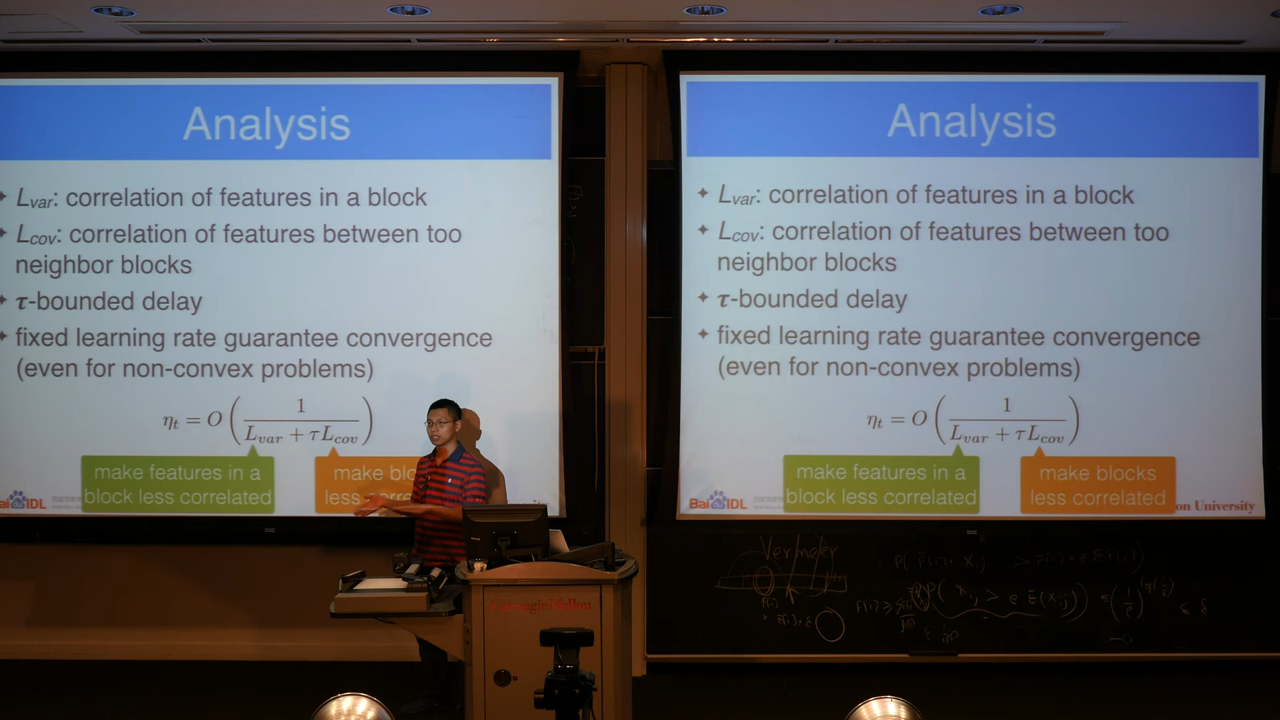 Analysis
Lvar: correlation of features in a block
Lcov: correlation of features between too
neighbor blocks
τ-bounded delay
fixed learning rate guarantee convergence
(even for non-convex problems)
ηt = O ( 1 / (Lvar + τLcov) )
make features in a
block less correlated
make blo
less corre
Bai IDL
Analysis
Lvar: correlation of features in a block
Lcov: correlation of features between too
neighbor blocks
τ-bounded delay
fixed learning rate guarantee convergence
(even for non-convex problems)
ηt = O ( 1 / (Lvar + τLcov) )
make features in a
block less correlated
make blocks
less correlated
Bai IDL
on University
Carnegie Mellon